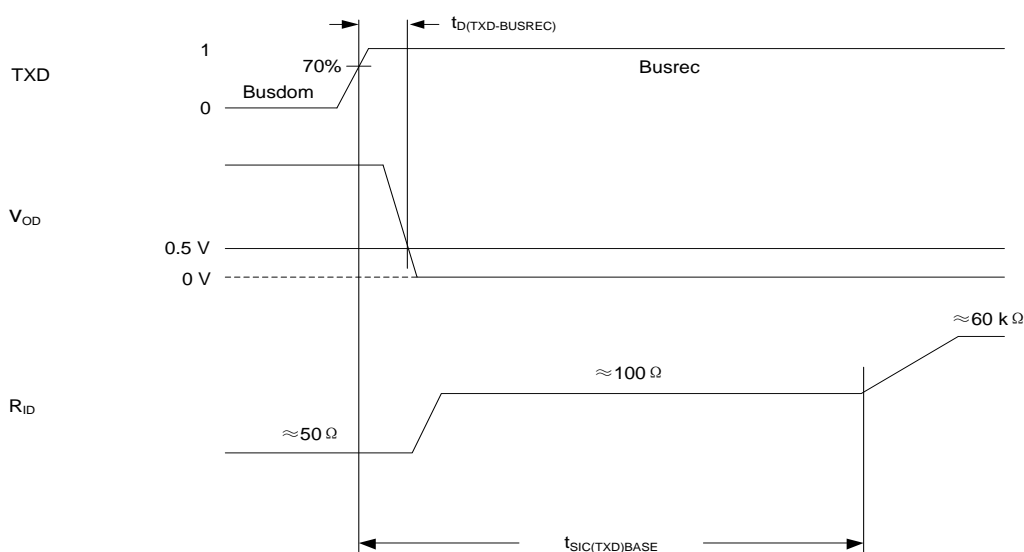 tD(TXD-BUSREC)
1
TXD
70%
Busrec
Busdom
0
VOD
0.5 V
0 V
≈60 kΩ
≈100 Ω
RID
≈50 Ω
tSIC(TXD)BASE